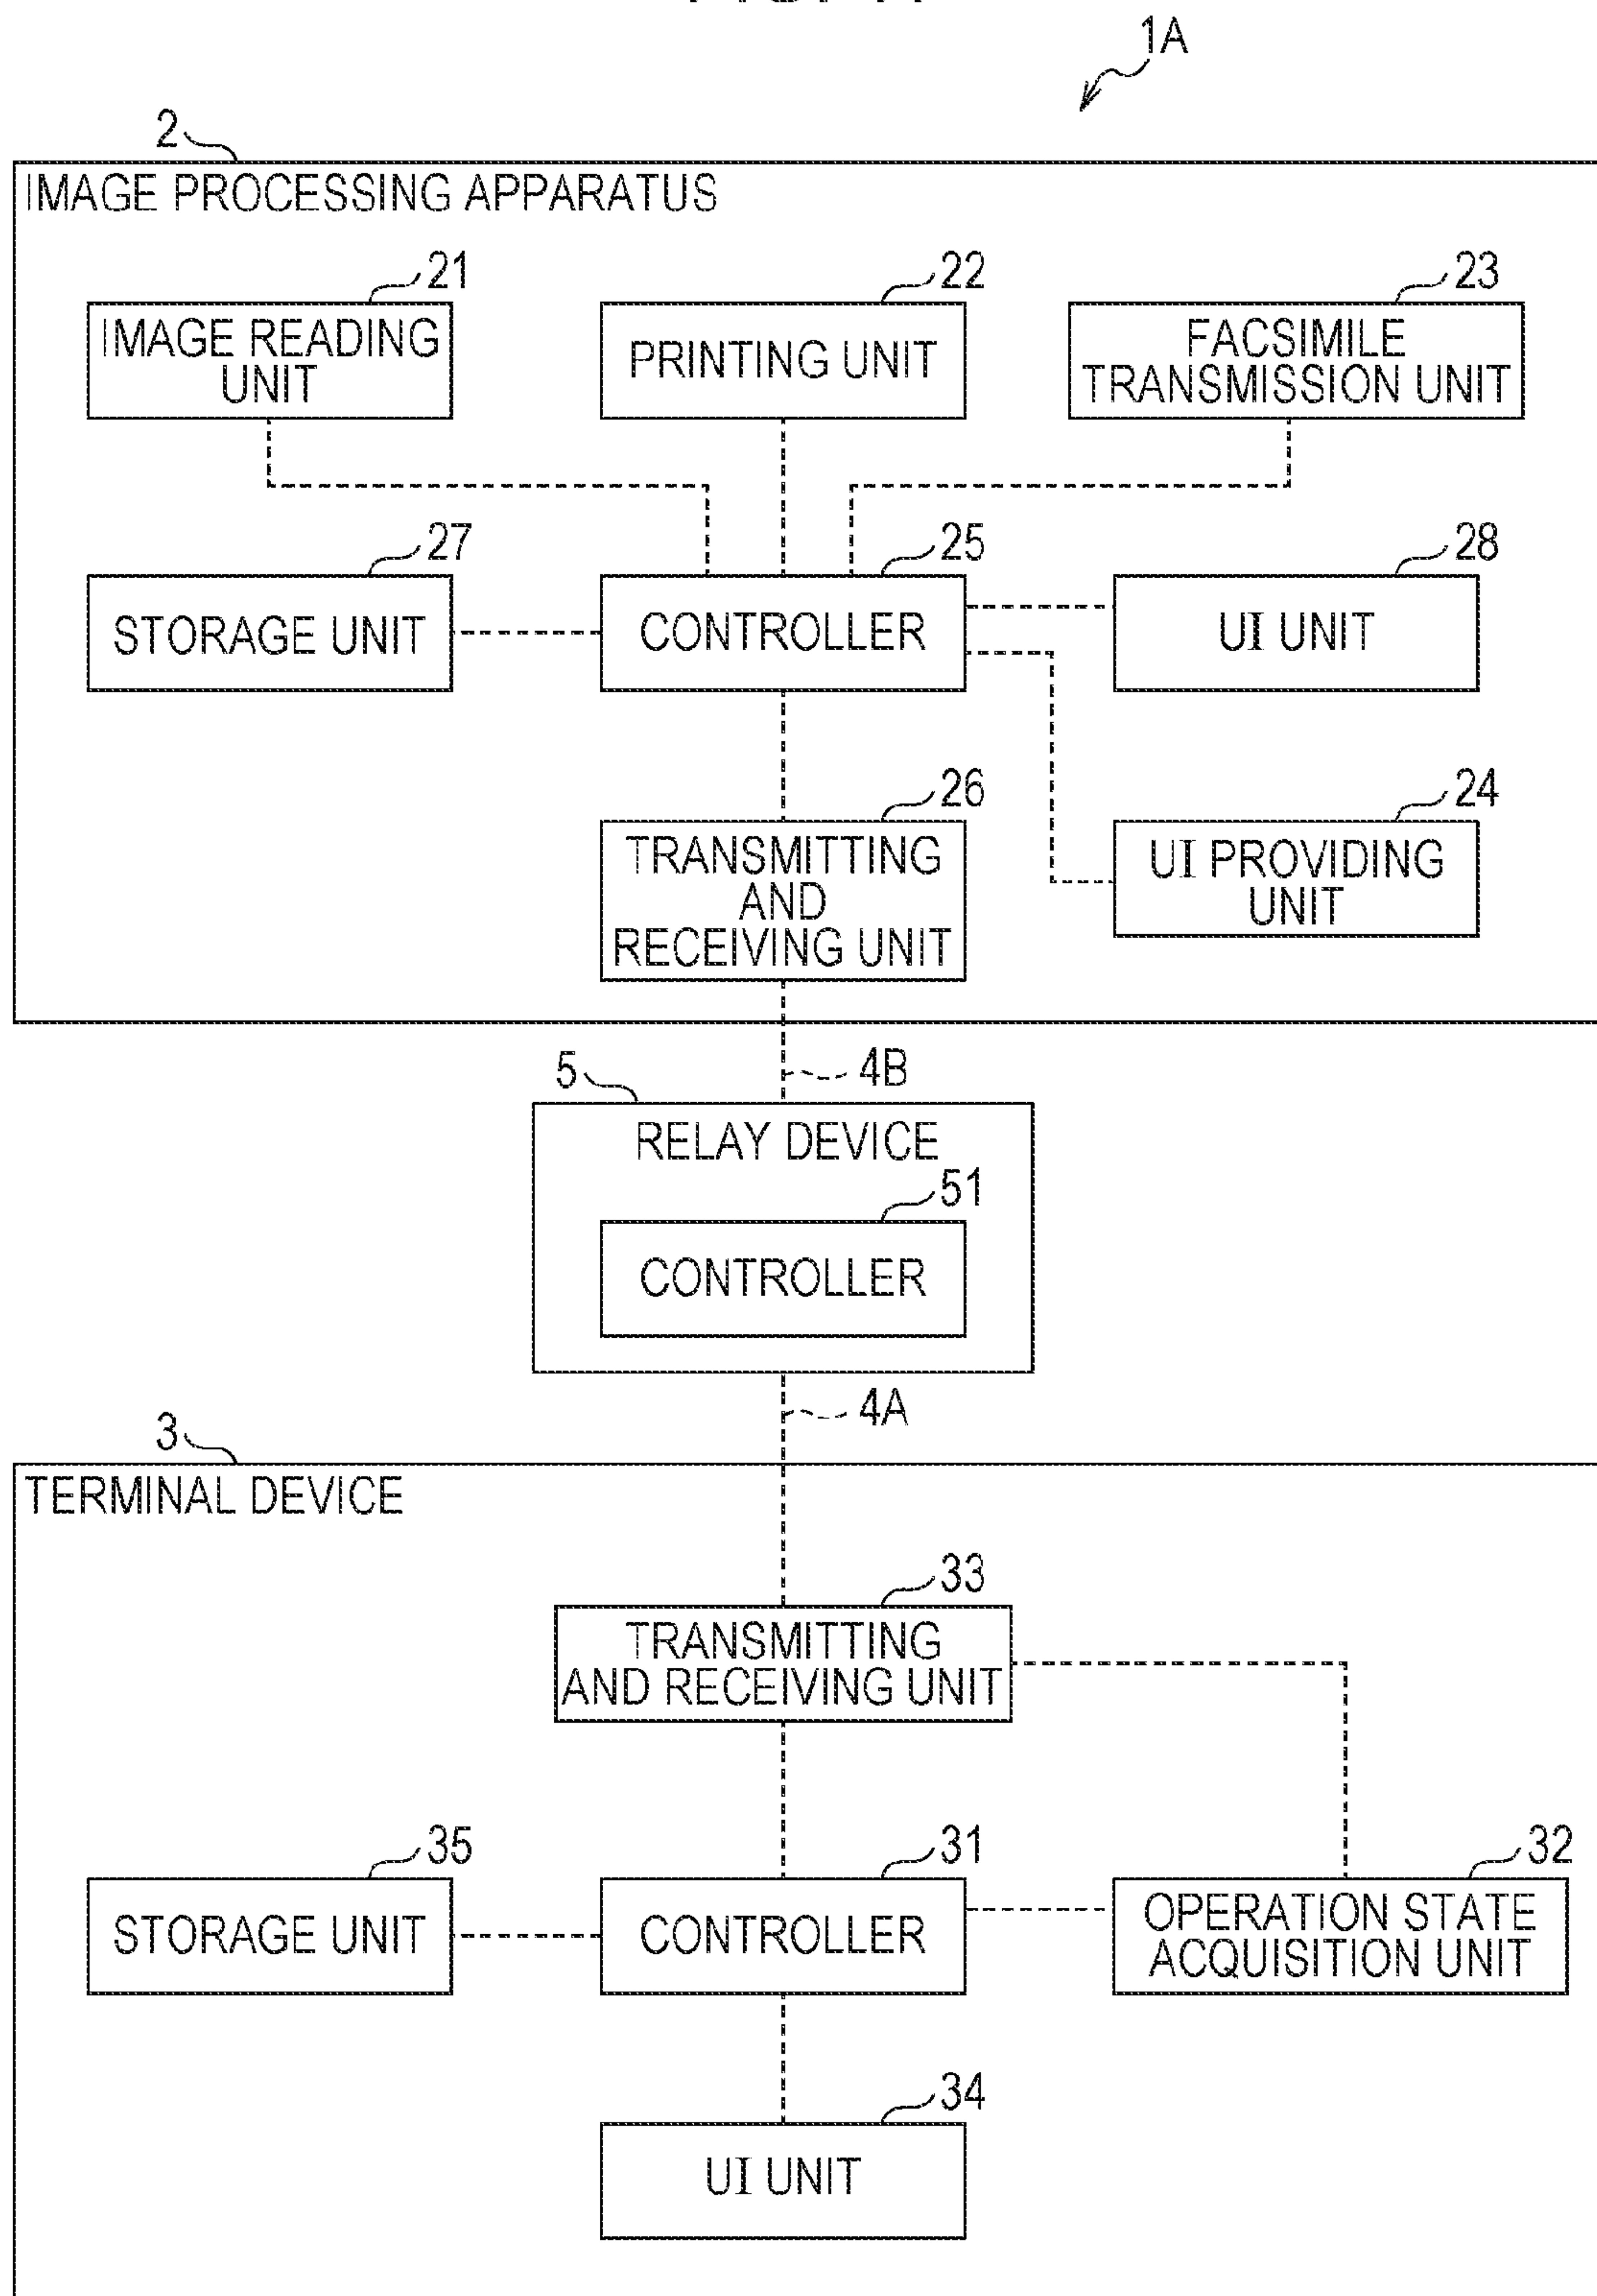 1A
2
IMAGE PROCESSING APPARATUS
21
22
23
IMAGE READING
UNIT
PRINTING UNIT
FACSIMILE
TRANSMISSION UNIT
27
25
28
STORAGE UNIT
CONTROLLER
UI UNIT
26
24
TRANSMITTING
AND
RECEIVING UNIT
UI PROVIDING
UNIT
4B
5
RELAY DEVICE
51
CONTROLLER
4A
3
TERMINAL DEVICE
33
TRANSMITTING
AND RECEIVING UNIT
35
31
32
STORAGE UNIT
CONTROLLER
OPERATION STATE
ACQUISITION UNIT
34
UI UNIT